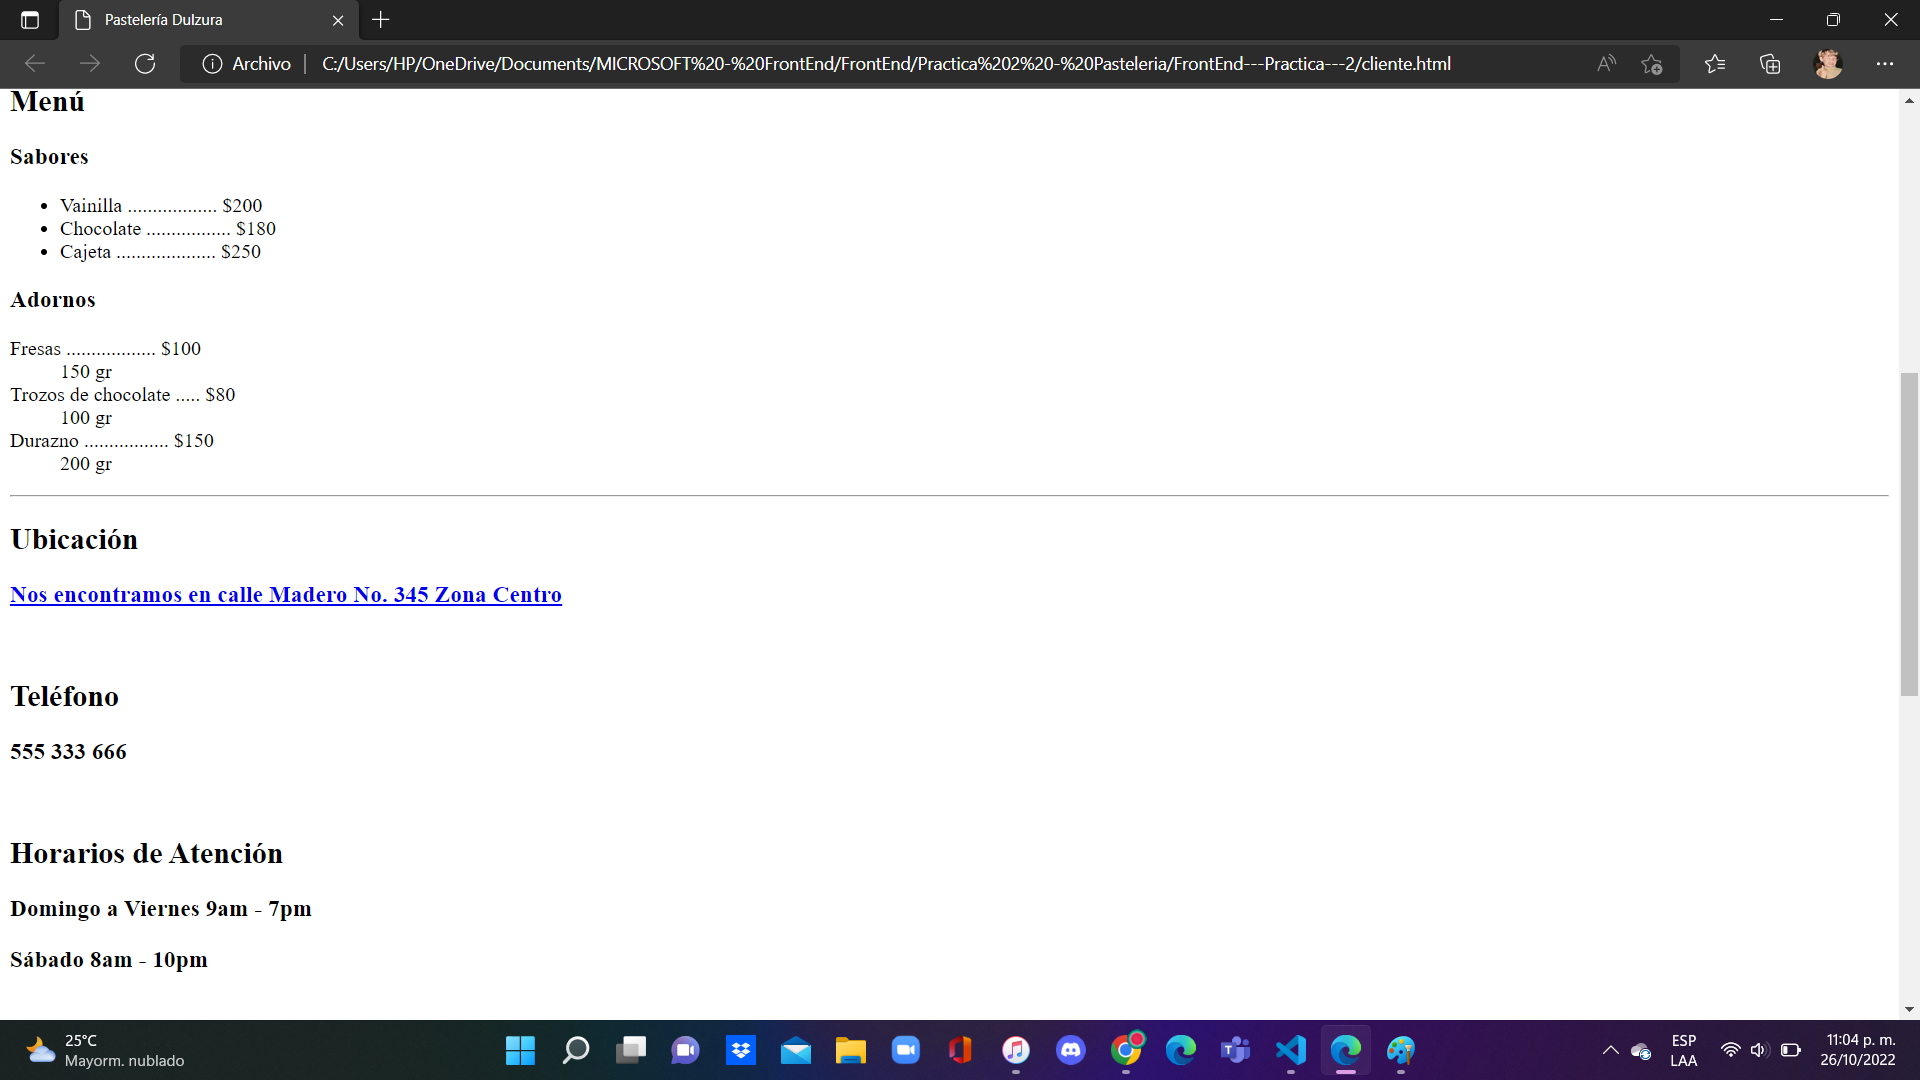 Pastelería Dulzura
Archivo C:/Users/HP/OneDrive/Documents/MICROSOFT%20-%20FrontEnd/FrontEnd/Practica%202%20-%20Pasteleria/FrontEnd---Practica---2/cliente.html
Menú
Sabores
Vainilla .................. $200
Chocolate ................. $180
Cajeta .................... $250
Adornos
Fresas .................. $100
150 gr
Trozos de chocolate ..... $80
100 gr
Durazno ................. $150
200 gr
Ubicación
Nos encontramos en calle Madero No. 345 Zona Centro
Teléfono
555 333 666
Horarios de Atención
Domingo a Viernes 9am - 7pm
Sábado 8am - 10pm
25°C
Mayorm. nublado
ESP
LAA
11:04 p. m.
26/10/2022